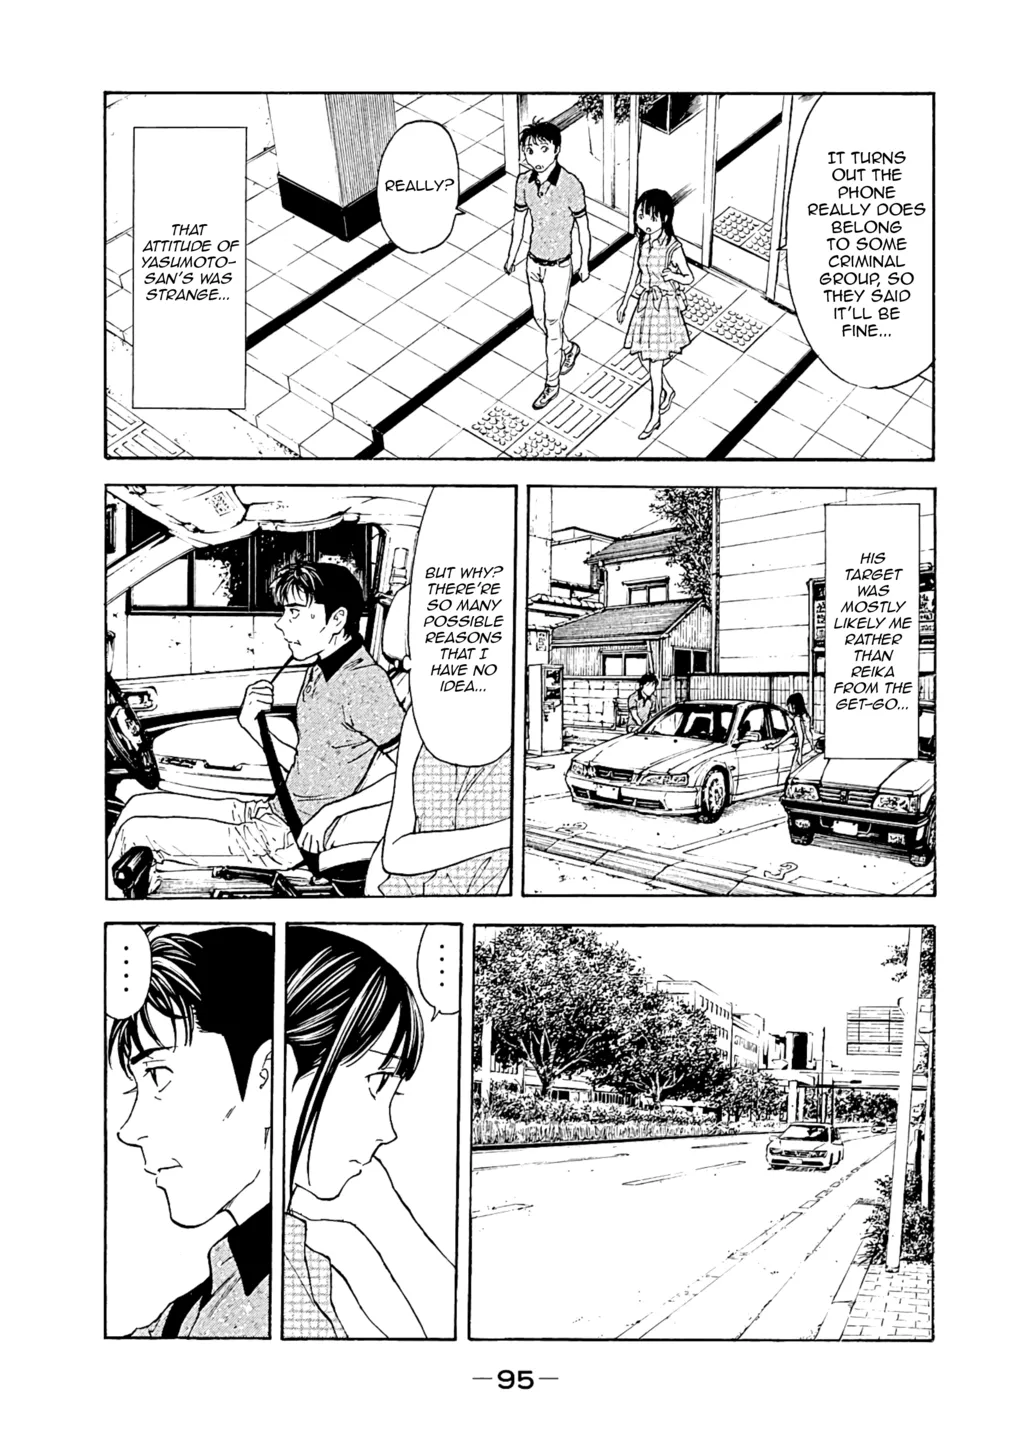 IT TURNS
OUT THE
PHONE
REALLY DOES
BELONG
TO SOME
CRIMINAL
GROUP, SO
THEY SAID
IT'LL BE
FINE...
REALLY?
THAT
ATTITUDE OF
YASUMOTO-
SAN'S WAS
STRANGE...
HIS
TARGET WAS
MOSTLY
LIKELY ME
RATHER
THAN
REIKA
FROM THE
GET-GO...
BUT WHY?
THERE'RE
SO MANY
POSSIBLE
REASONS
THAT I
HAVE NO
IDEA...
....
....
-95-